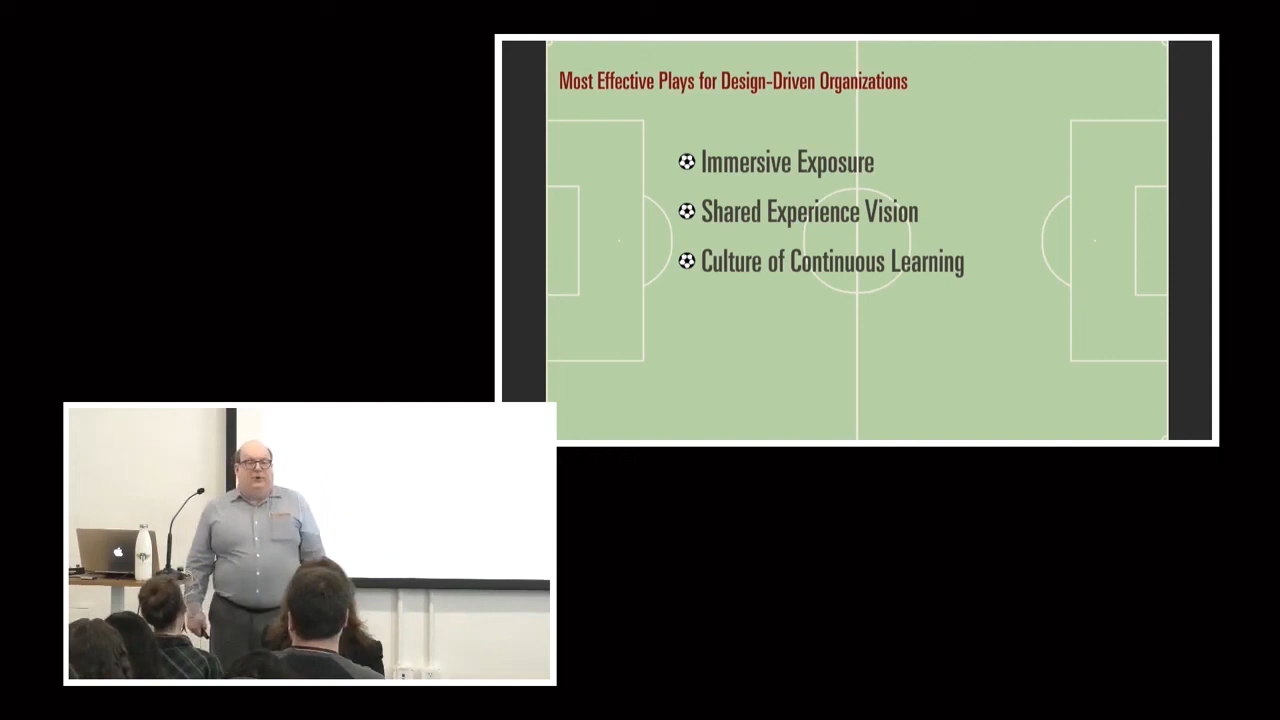 Most Effective Plays for Design-Driven Organizations
Immersive Exposure
Shared Experience Vision
Culture of Continuous Learning